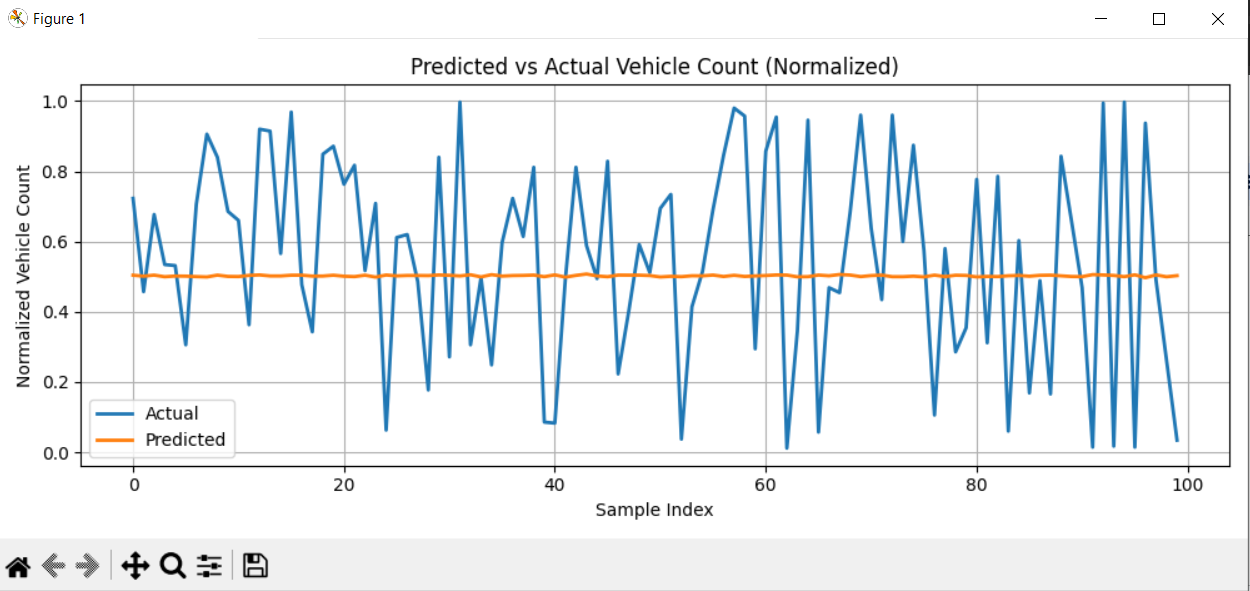 Figure 1
Predicted vs Actual Vehicle Count (Normalized)
Normalized Vehicle Count
1.0
0.8
0.6
0.4
0.2
0.0
Actual
Predicted
0 20 40 60 80 100
Sample Index